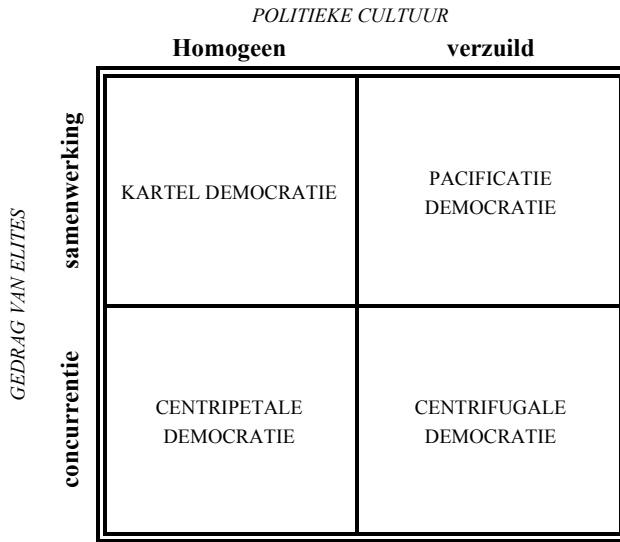 POLITIEKE CULTUUR
Homogeen verzuild
GEDRAG VAN ELITES
samenwerking
KARTEL DEMOCRATIE
PACIFICATIE
DEMOCRATIE
concurrentie
CENTRIPETALE
DEMOCRATIE
CENTRIFUGALE
DEMOCRATIE